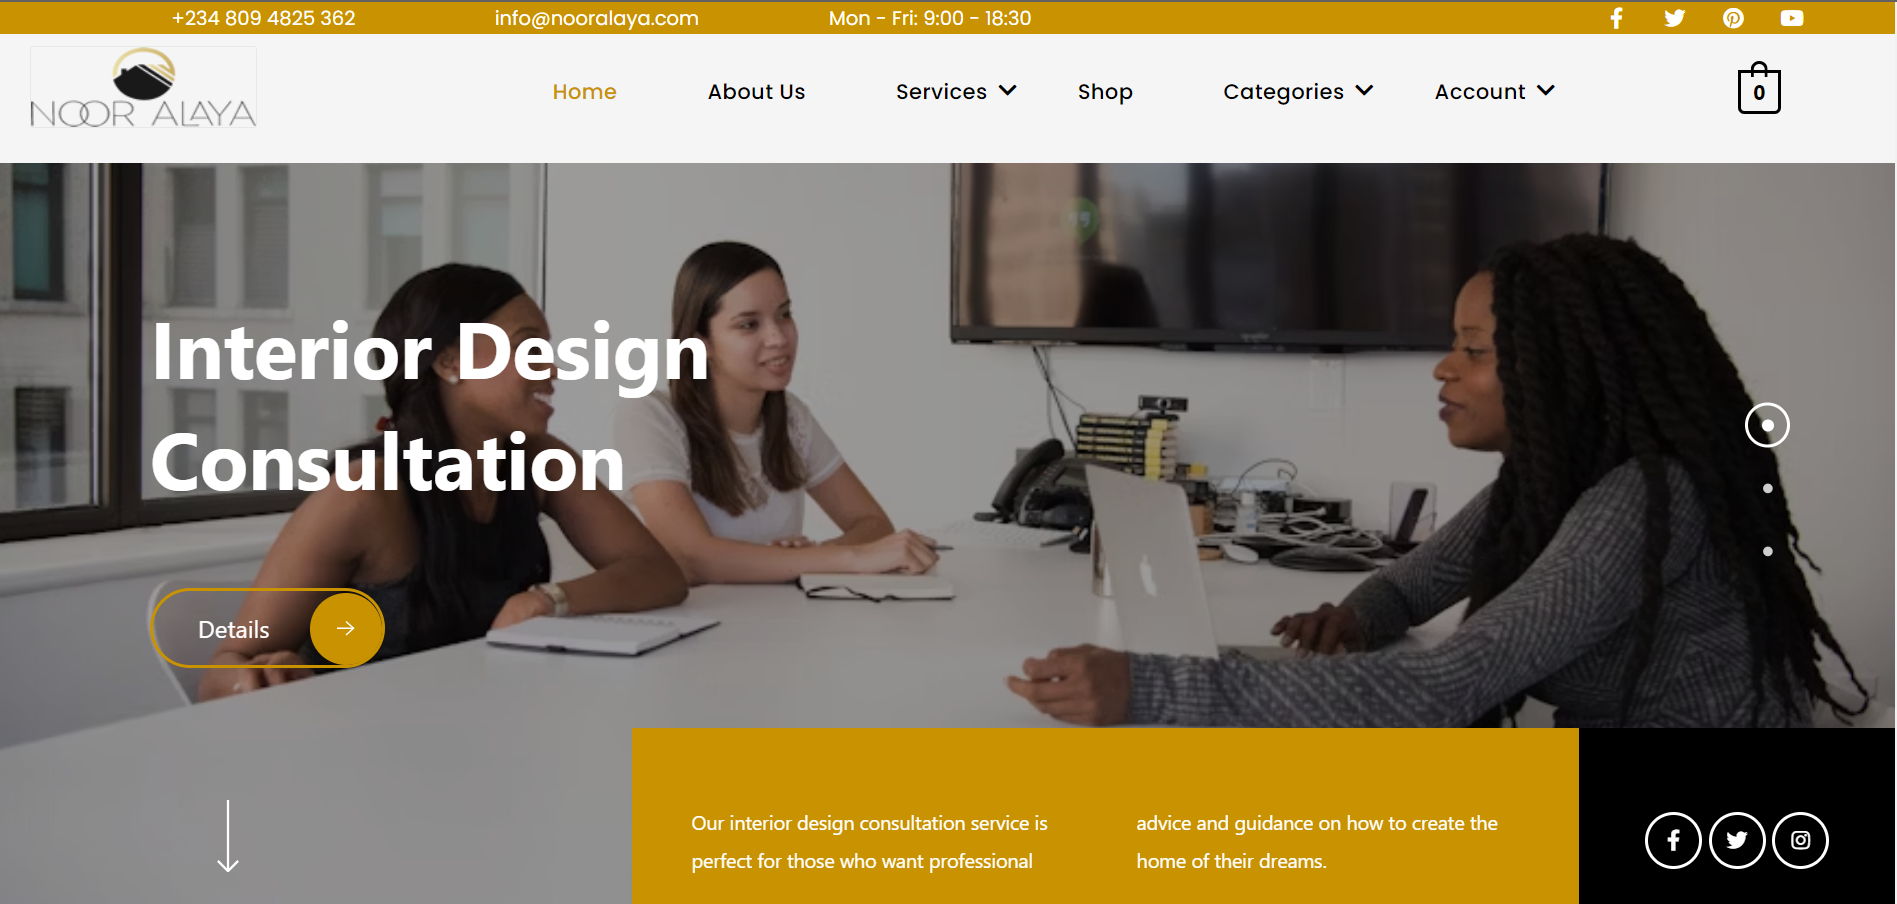 +234 809 4825 362 info@nooralaya.com Mon - Fri: 9:00 - 18:30
NOOR ALAYA
Home About Us Services Shop Categories Account 0
Interior Design
Consultation
Details
Our interior design consultation service is
perfect for those who want professional
advice and guidance on how to create the
home of their dreams.